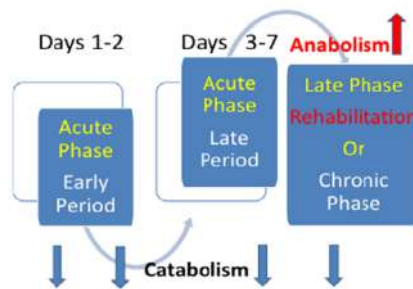 Days 1-2
Days 3-7
Anabolism
Acute
Phase
Early
Period
Acute
Phase
Late
Period
Late Phase
Rehabilitation
Or
Chronic
Phase
Catabolism